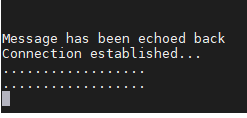 Message has been echoed back
Connection established...
..................
..................